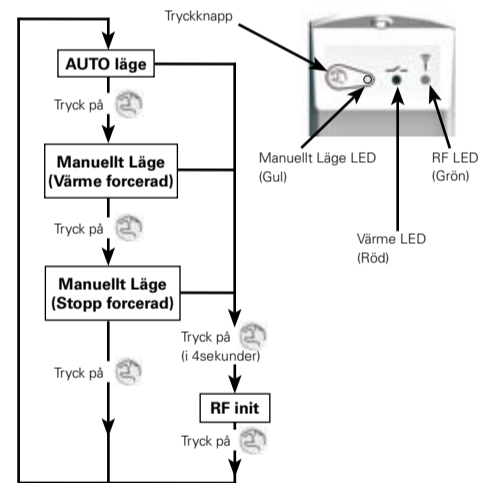 Tryckknapp
AUTO läge
Tryck på
Manuellt Läge
(Värme forcerad)
Tryck på
Manuellt Läge
(Stopp forcerad)
Tryck på
Tryck på
(i 4sekunder)
RF init
Tryck på
Manuellt Läge LED
(Gul)
RF LED
(Grön)
Värme LED
(Röd)